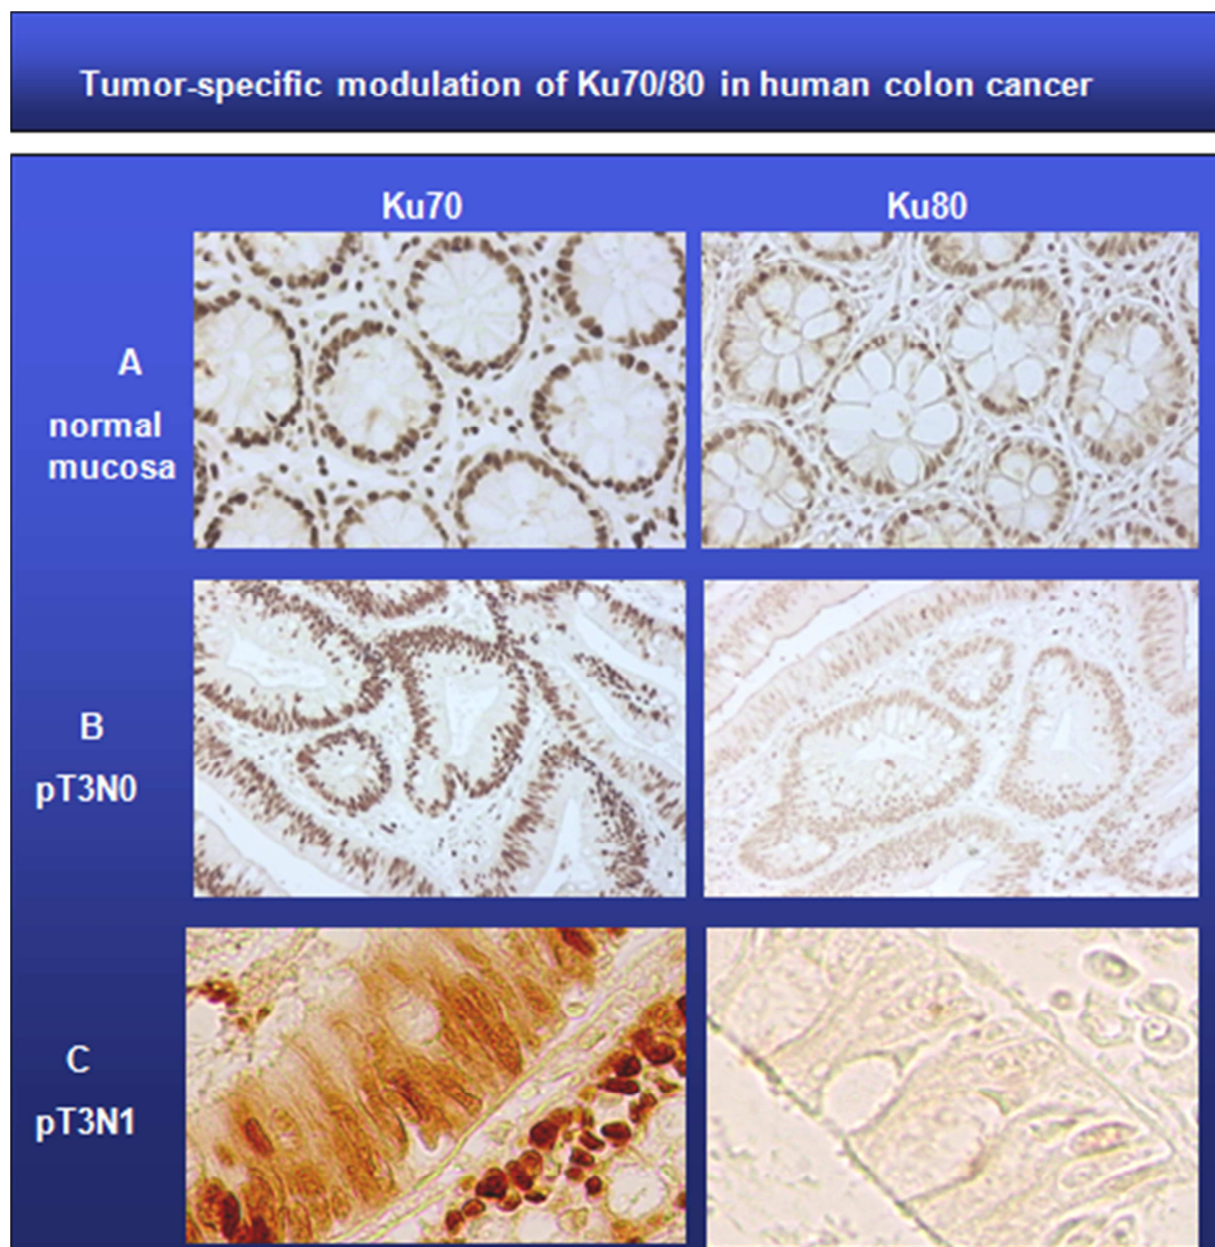 Tumor-specific modulation of Ku70/80 in human colon cancer
Ku70
Ku80
A
normal
mucosa
B
pT3N0
C
pT3N1